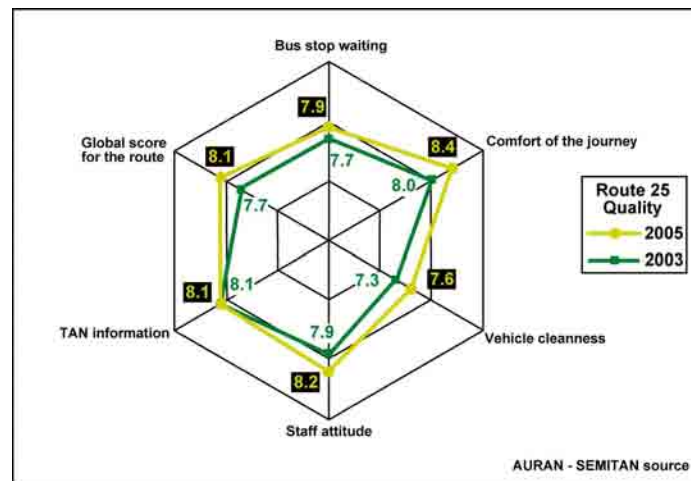 Bus stop waiting
7.9
7.7
Comfort of the journey
8.4
8.0
Global score
for the route
8.1
7.7
Route 25
Quality
2005
2003
7.3
7.6
Vehicle cleanness
8.1
8.1
TAN information
7.9
8.2
Staff attitude
AURAN - SEMITAN source